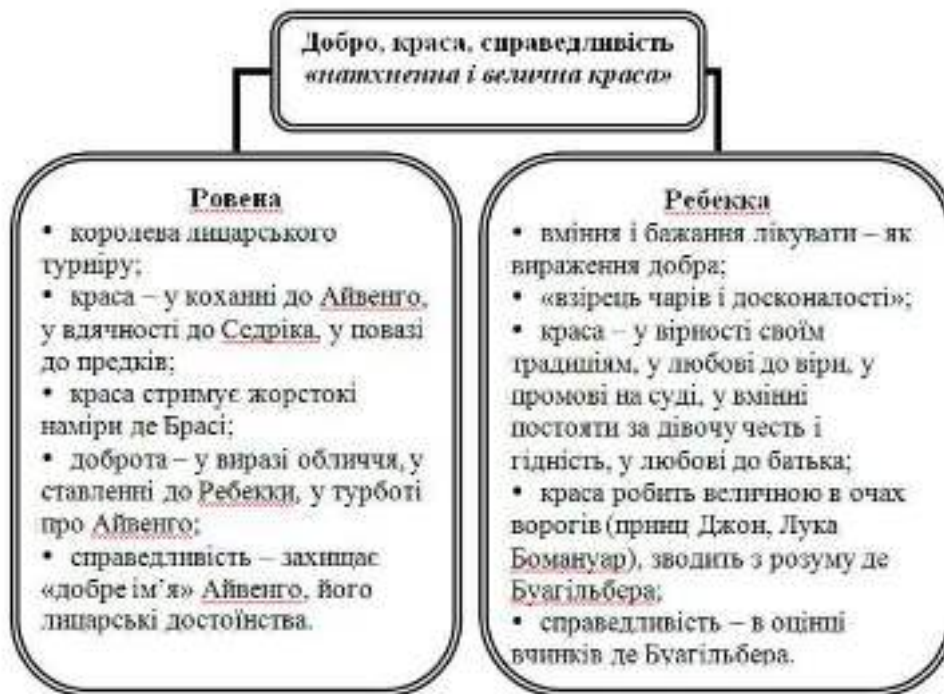 Добро, краса, справедливість
«натхненна і велична краса»
Ровена
• королева лицарського
турніру;
• краса – у коханні до Айвенго,
у вдячності до Седріка, у повазі
до предків;
• краса стримує жорстокі
наміри де Брасі;
• доброта – у виразі обличчя, у
ставленні до Ребекки, у турботі
про Айвенго;
• справедливість – захищає
«добре ім’я» Айвенго, його
лицарські достоїнства.
Ребекка
• вміння і бажання лікувати – як
вираження добра;
• «взірець чарів і досконалості»;
• краса – у вірності своїм
традиціям, у любові до віри, у
промові на суді, у вмінні
постояти за дівочу честь і
гідність, у любові до батька;
• краса робить величною в очах
ворогів (принц Джон, Лука
Бомануар), зводить з розуму де
Буагільбера;
• справедливість – в оцінці
вчинків де Буагільбера.